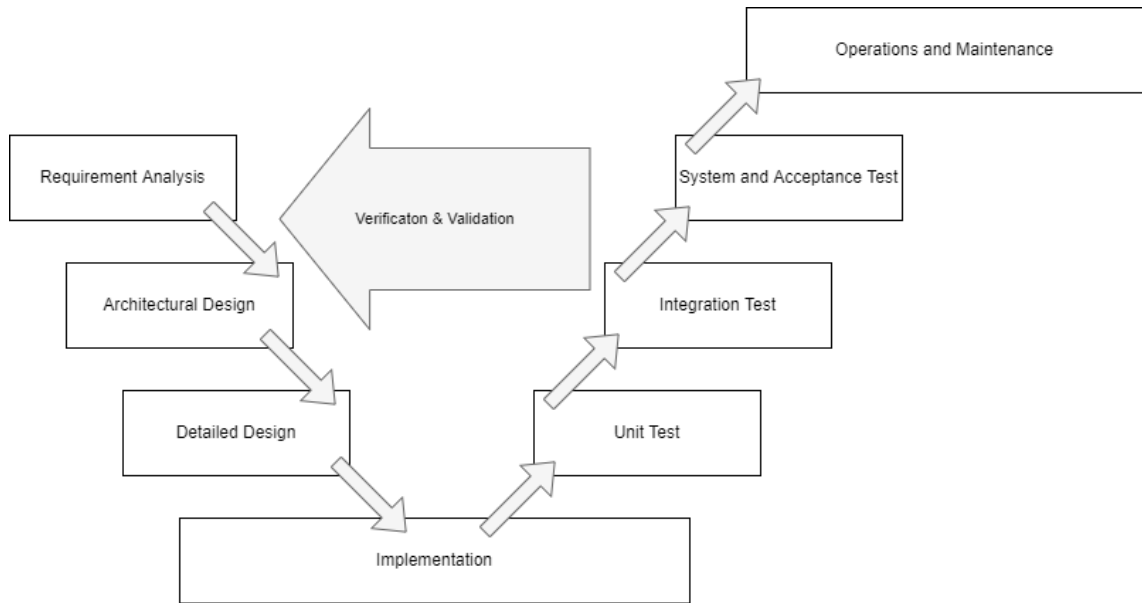 Operations and Maintenance
Requirement Analysis
System and Acceptance Test
Verificaton & Validation
Architectural Design
Integration Test
Detailed Design
Unit Test
Implementation